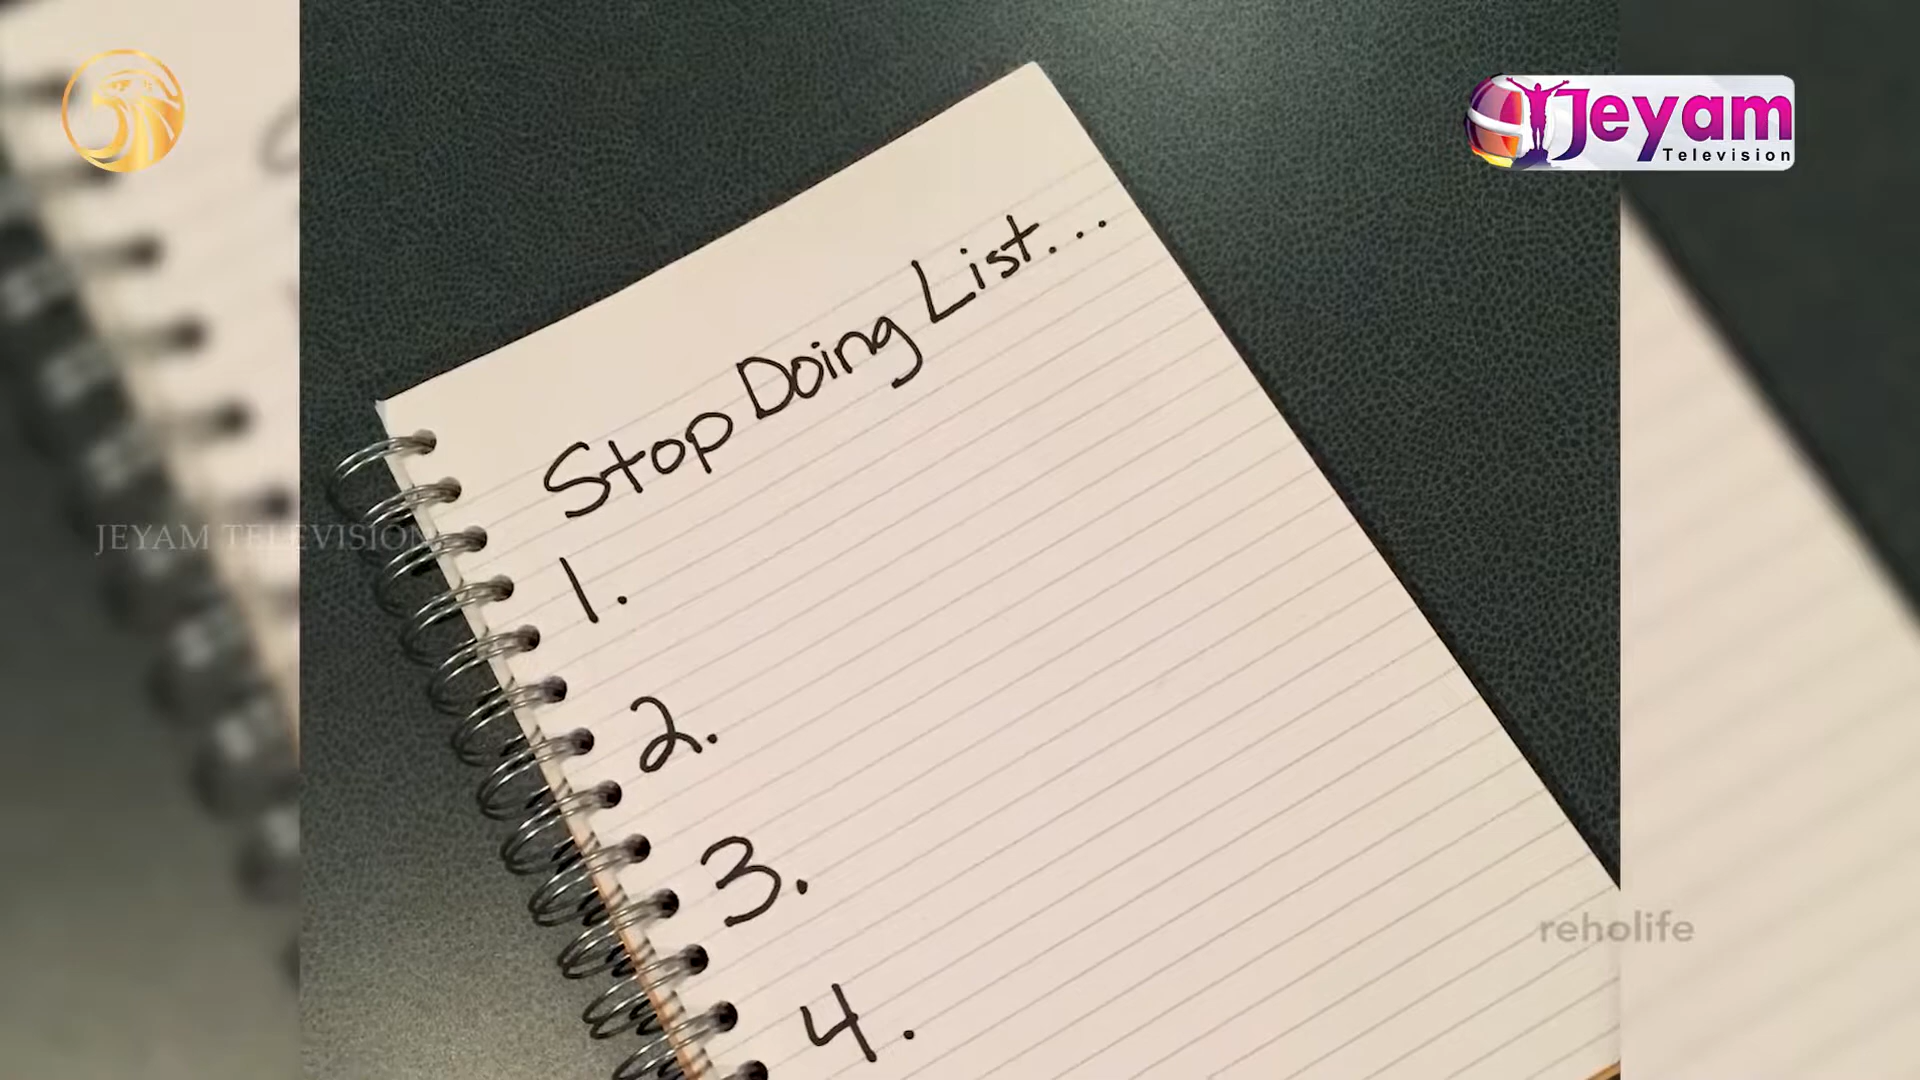 Jeyam
Television
Stop Doing List...
1.
JEYAM TELEVISION
2.
3.
reholife
4.